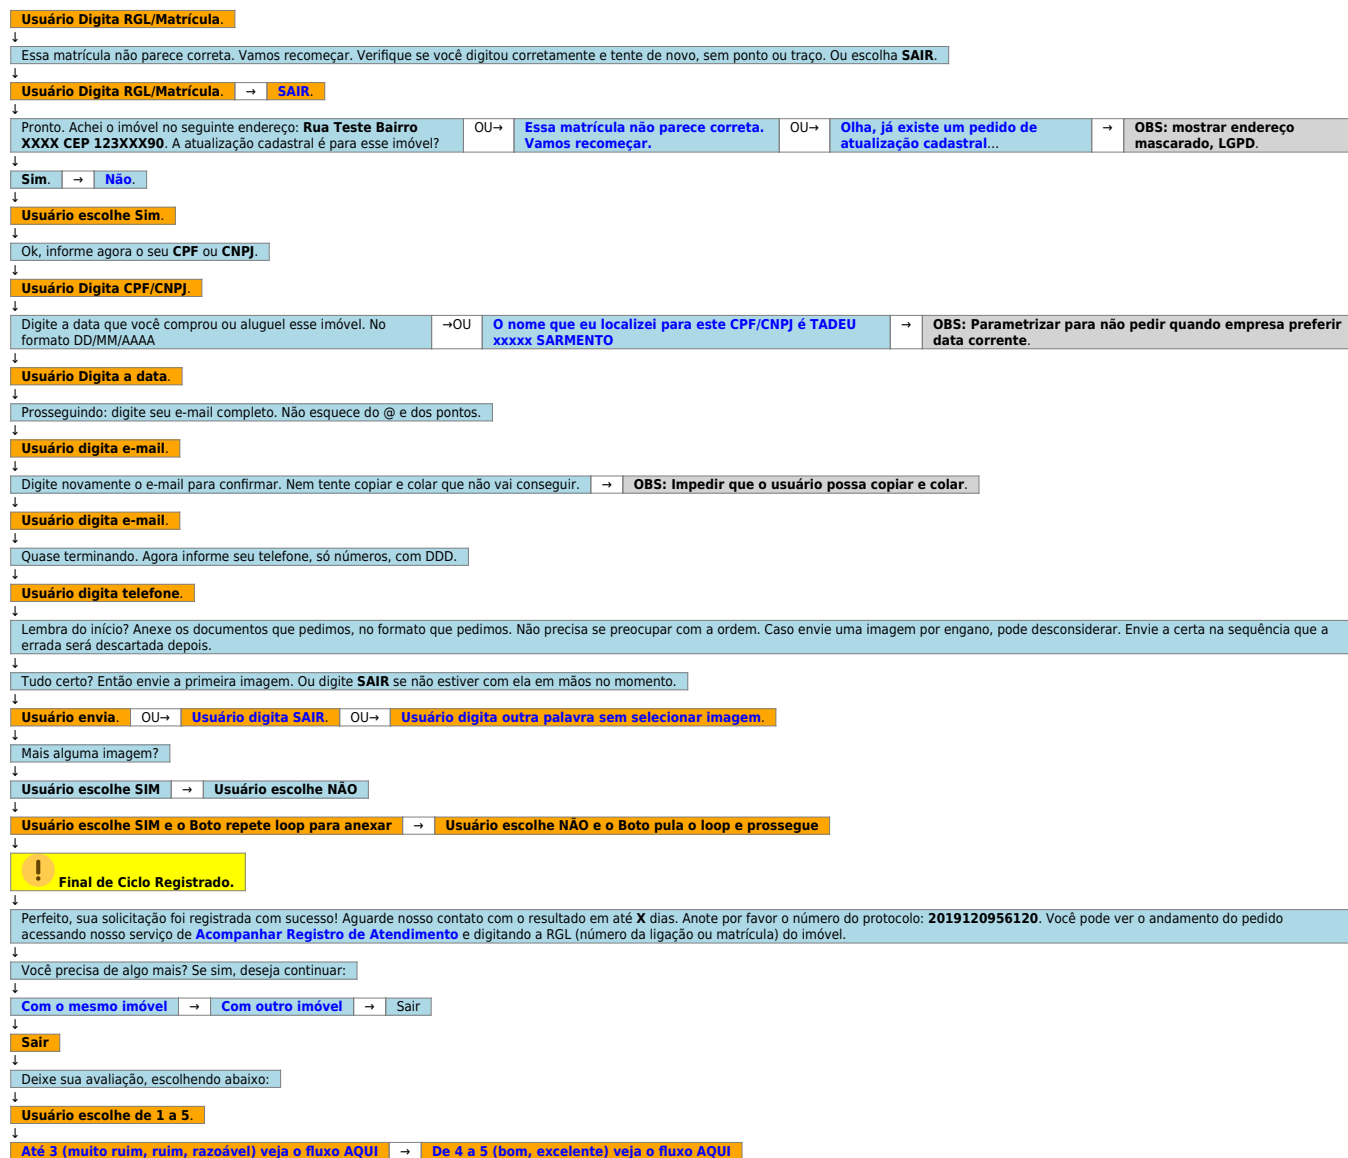 Usuário Digita RGL/Matrícula.
↓
Essa matrícula não parece correta. Vamos recomeçar. Verifique se você digitou corretamente e tente de novo, sem ponto ou traço. Ou escolha SAIR.
↓
Usuário Digita RGL/Matrícula. → SAIR.
↓
Pronto. Achei o imóvel no seguinte endereço: Rua Teste Bairro
XXXX CEP 123XXX90. A atualização cadastral é para esse imóvel?
OU→
Essa matrícula não parece correta.
Vamos recomeçar.
OU→
Olha, já existe um pedido de
atualização cadastral...
→
OBS: mostrar endereço
mascarado, LGPD.
↓
Sim. → Não.
↓
Usuário escolhe Sim.
↓
Ok, informe agora o seu CPF ou CNPJ.
↓
Usuário Digita CPF/CNPJ.
↓
Digite a data que você comprou ou aluguel esse imóvel. No
formato DD/MM/AAAA
→OU
O nome que eu localizei para este CPF/CNPJ é TADEU
xxxxx SARMENTO
→
OBS: Parametrizar para não pedir quando empresa preferir
data corrente.
↓
Usuário Digita a data.
↓
Prosseguindo: digite seu e-mail completo. Não esquece do @ e dos pontos.
↓
Usuário digita e-mail.
↓
Digite novamente o e-mail para confirmar. Nem tente copiar e colar que não vai conseguir. → OBS: Impedir que o usuário possa copiar e colar.
↓
Usuário digita e-mail.
↓
Quase terminando. Agora informe seu telefone, só números, com DDD.
↓
Usuário digita telefone.
↓
Lembra do início? Anexe os documentos que pedimos, no formato que pedimos. Não precisa se preocupar com a ordem. Caso envie uma imagem por engano, pode desconsiderar. Envie a certa na sequência que a
errada será descartada depois.
↓
Tudo certo? Então envie a primeira imagem. Ou digite SAIR se não estiver com ela em mãos no momento.
↓
Usuário envia. OU→ Usuário digita SAIR. OU→ Usuário digita outra palavra sem selecionar imagem.
↓
Mais alguma imagem?
↓
Usuário escolhe SIM → Usuário escolhe NÃO
↓
Usuário escolhe SIM e o Boto repete loop para anexar → Usuário escolhe NÃO e o Boto pula o loop e prossegue
↓
Final de Ciclo Registrado.
↓
Perfeito, sua solicitação foi registrada com sucesso! Aguarde nosso contato com o resultado em até X dias. Anote por favor o número do protocolo: 2019120956120. Você pode ver o andamento do pedido
acessando nosso serviço de Acompanhar Registro de Atendimento e digitando a RGL (número da ligação ou matrícula) do imóvel.
↓
Você precisa de algo mais? Se sim, deseja continuar:
↓
Com o mesmo imóvel → Com outro imóvel → Sair
↓
Sair
↓
Deixe sua avaliação, escolhendo abaixo:
↓
Usuário escolhe de 1 a 5.
↓
Até 3 (muito ruim, ruim, razoável) veja o fluxo AQUI → De 4 a 5 (bom, excelente) veja o fluxo AQUI